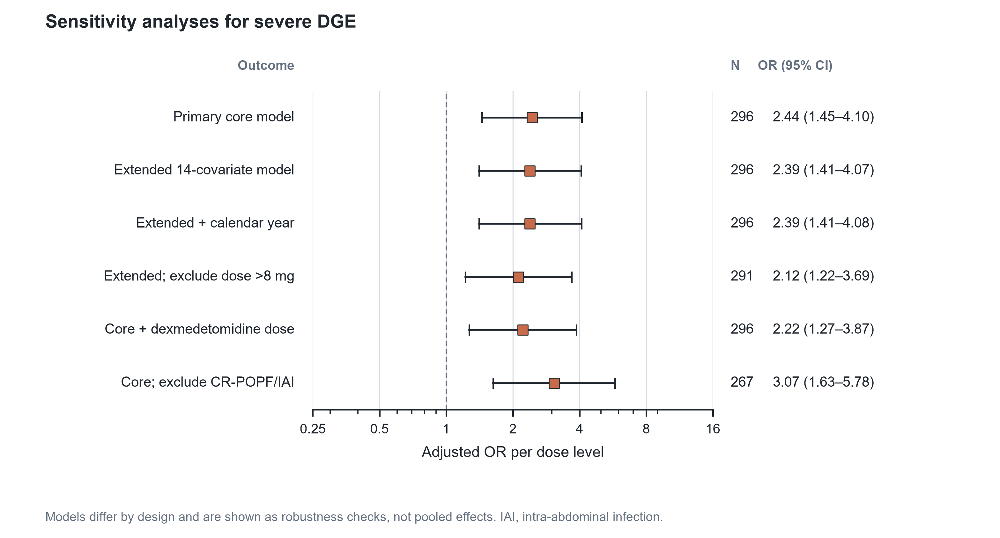 Sensitivity analyses for severe DGE
Outcome N OR (95% CI)
Primary core model 296 2.44 (1.45–4.10)
Extended 14-covariate model 296 2.39 (1.41–4.07)
Extended + calendar year 296 2.39 (1.41–4.08)
Extended; exclude dose >8 mg 291 2.12 (1.22–3.69)
Core + dexmedetomidine dose 296 2.22 (1.27–3.87)
Core; exclude CR-POPF/IAI 267 3.07 (1.63–5.78)
0.25 0.5 1 2 4 8 16
Adjusted OR per dose level
Models differ by design and are shown as robustness checks, not pooled effects. IAI, intra-abdominal infection.